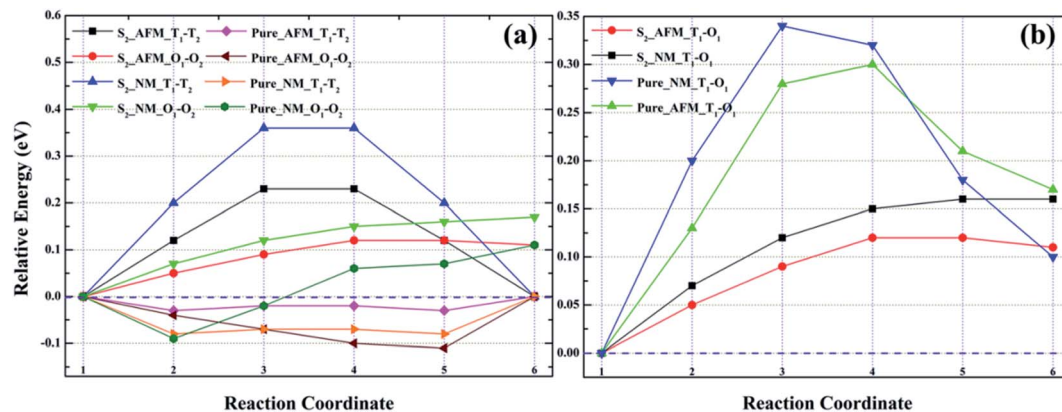 (a)
S₂_AFM_T₁-T₂ Pure_AFM_T₁-T₂
S₂_AFM_O₁-O₂ Pure_AFM_O₁-O₂
S₂_NM_T₁-T₂ Pure_NM_T₁-T₂
S₂_NM_O₁-O₂ Pure_NM_O₁-O₂
Relative Energy (eV)
0.6
0.5
0.4
0.3
0.2
0.1
0.0
-0.1
1 2 3 4 5 6
Reaction Coordinate
(b)
S₂_AFM_T₁-O₁
S₂_NM_T₁-O₁
Pure_NM_T₁-O₁
Pure_AFM_T₁-O₁
0.35
0.30
0.25
0.20
0.15
0.10
0.05
0.00
1 2 3 4 5 6
Reaction Coordinate